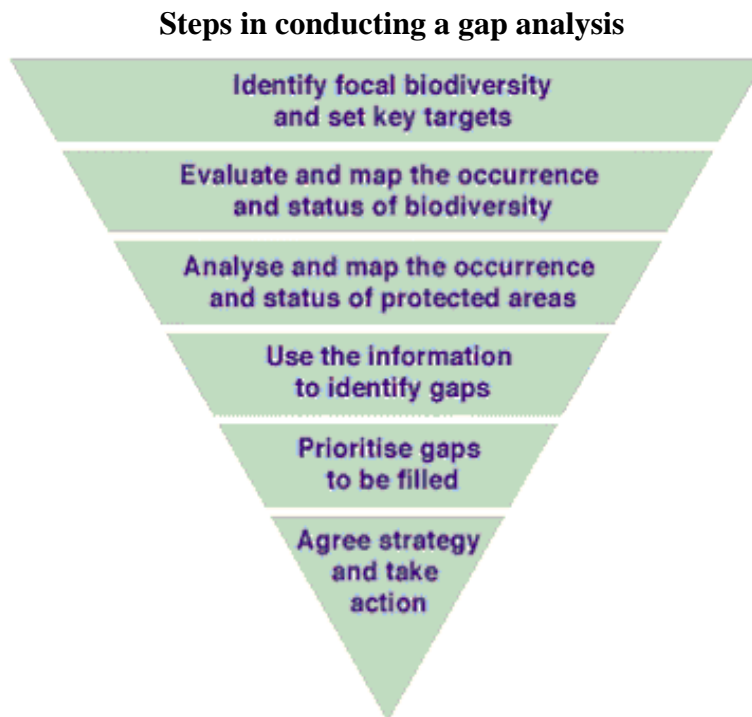 Steps in conducting a gap analysis
Identify focal biodiversity
and set key targets
Evaluate and map the occurrence
and status of biodiversity
Analyse and map the occurrence
and status of protected areas
Use the information
to identify gaps
Prioritise gaps
to be filled
Agree strategy
and take
action